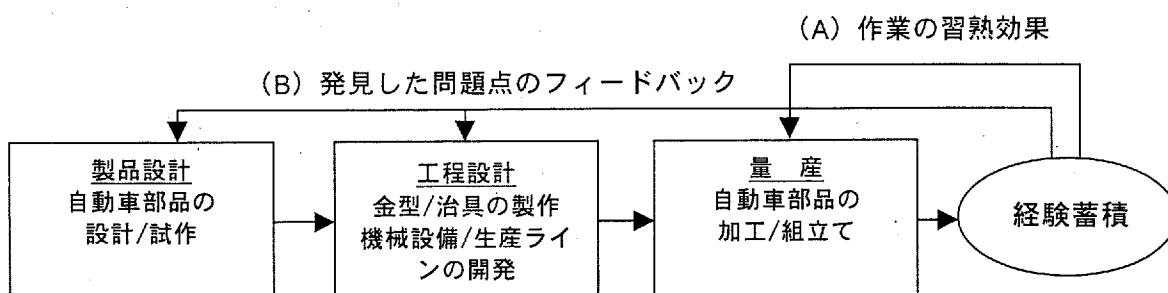 (A) 作業の習熟効果
(B) 発見した問題点のフィードバック
製品設計
自動車部品の
設計/試作
工程設計
金型/治具の製作
機械設備/生産ライ
ンの開発
量　産
自動車部品の
加工/組立て
経験蓄積